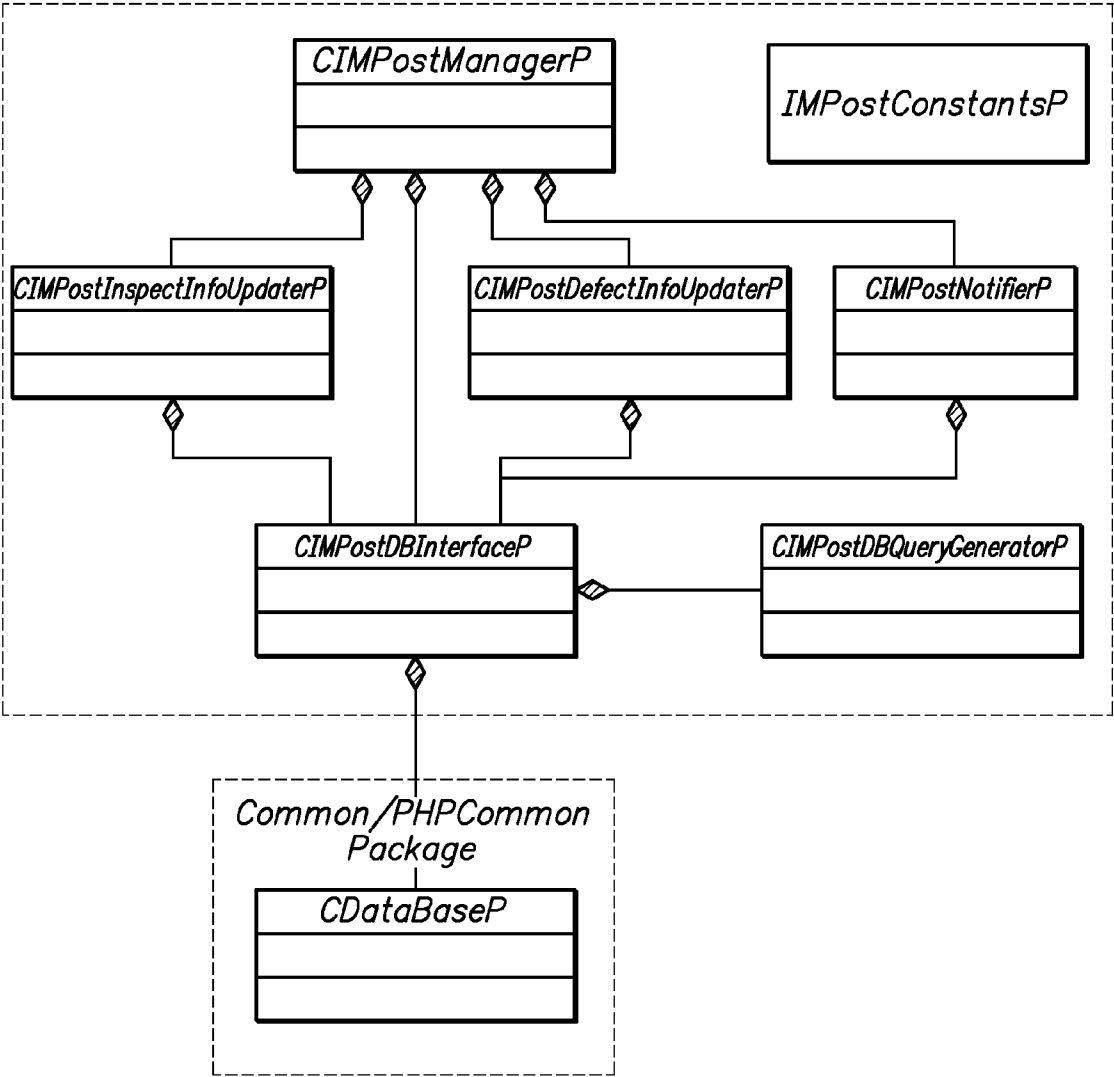 CIMPostManagerP
IMPostConstantsP
CIMPostInspectInfoUpdaterP
CIMPostDefectInfoUpdaterP
CIMPostNotifierP
CIMPostDBInterfaceP
CIMPostDBQueryGeneratorP
Common/PHPCommon
Package
CDataBaseP